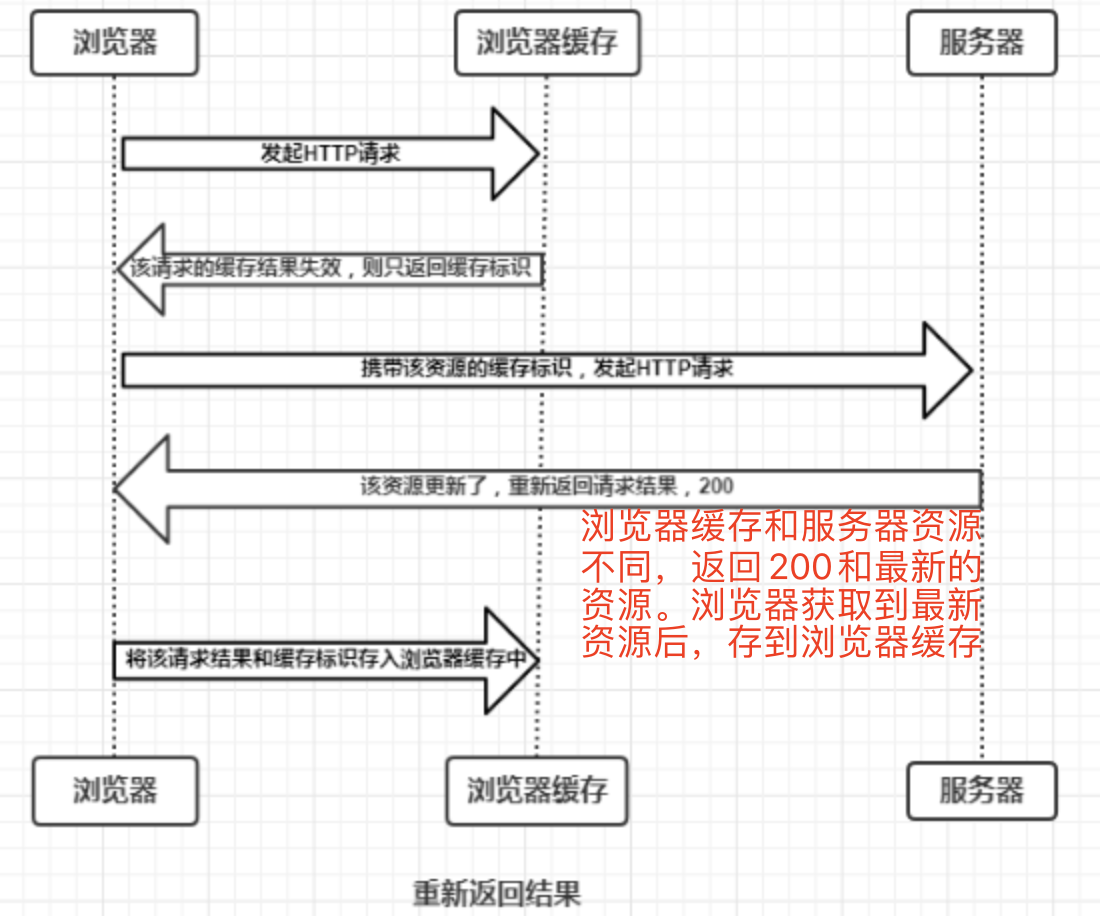 浏览器 浏览器缓存 服务器
发起HTTP请求
该请求的缓存结果失效，则只返回缓存标识
携带该资源的缓存标识，发起HTTP请求
该资源更新了，重新返回请求结果，200
浏览器缓存和服务器资源
不同，返回200和最新的
资源。浏览器获取到最新
资源后，存到浏览器缓存
将该请求结果和缓存标识存入浏览器缓存中
浏览器 浏览器缓存 服务器
重新返回结果